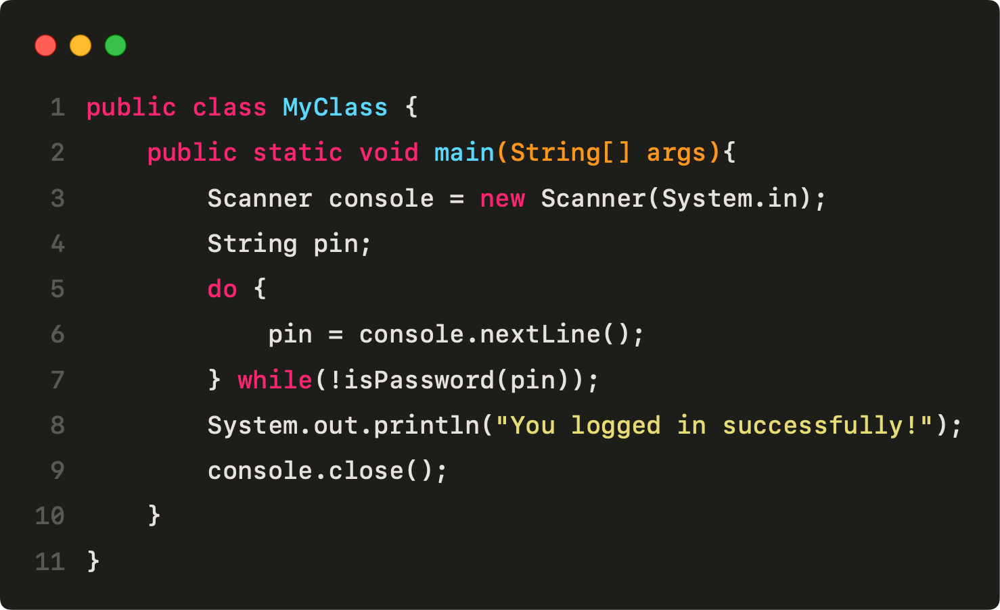 1 public class MyClass {
2     public static void main(String[] args){
3         Scanner console = new Scanner(System.in);
4         String pin;
5         do {
6             pin = console.nextLine();
7         } while(!isPassword(pin));
8         System.out.println("You logged in successfully!");
9         console.close();
10     }
11 }